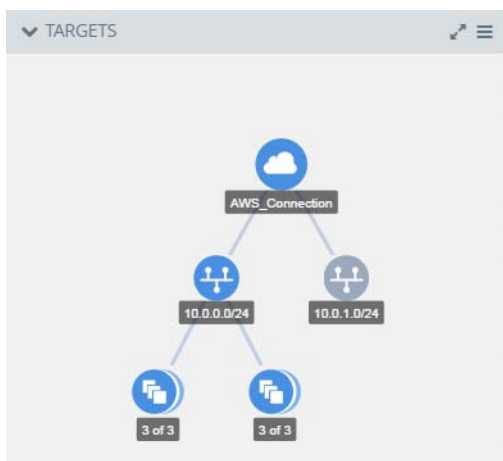 TARGETS
AWS_Connection
10.0.0.0/24
10.0.1.0/24
3 of 3
3 of 3